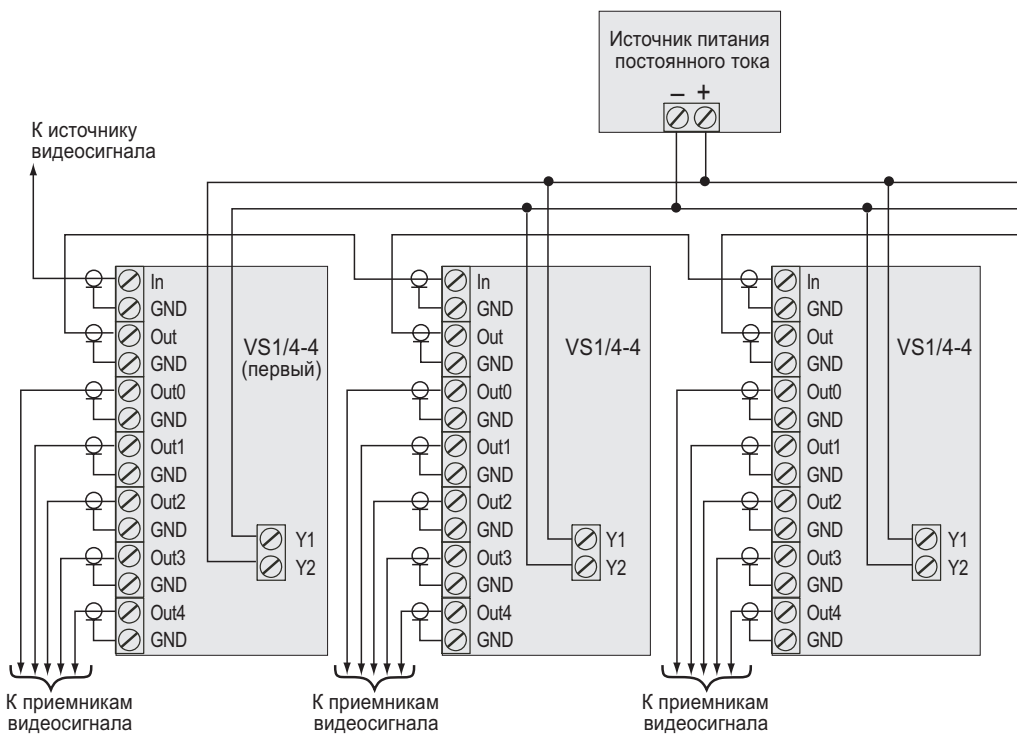 Источник питания
постоянного тока
– +
К источнику
видеосигнала
In
GND
Out
GND
Out0
GND
Out1
GND
Out2
GND
Out3
GND
Out4
GND
VS1/4-4
(первый)
Y1
Y2
К приемникам
видеосигнала
In
GND
Out
GND
Out0
GND
Out1
GND
Out2
GND
Out3
GND
Out4
GND
VS1/4-4
Y1
Y2
К приемникам
видеосигнала
In
GND
Out
GND
Out0
GND
Out1
GND
Out2
GND
Out3
GND
Out4
GND
VS1/4-4
Y1
Y2
К приемникам
видеосигнала